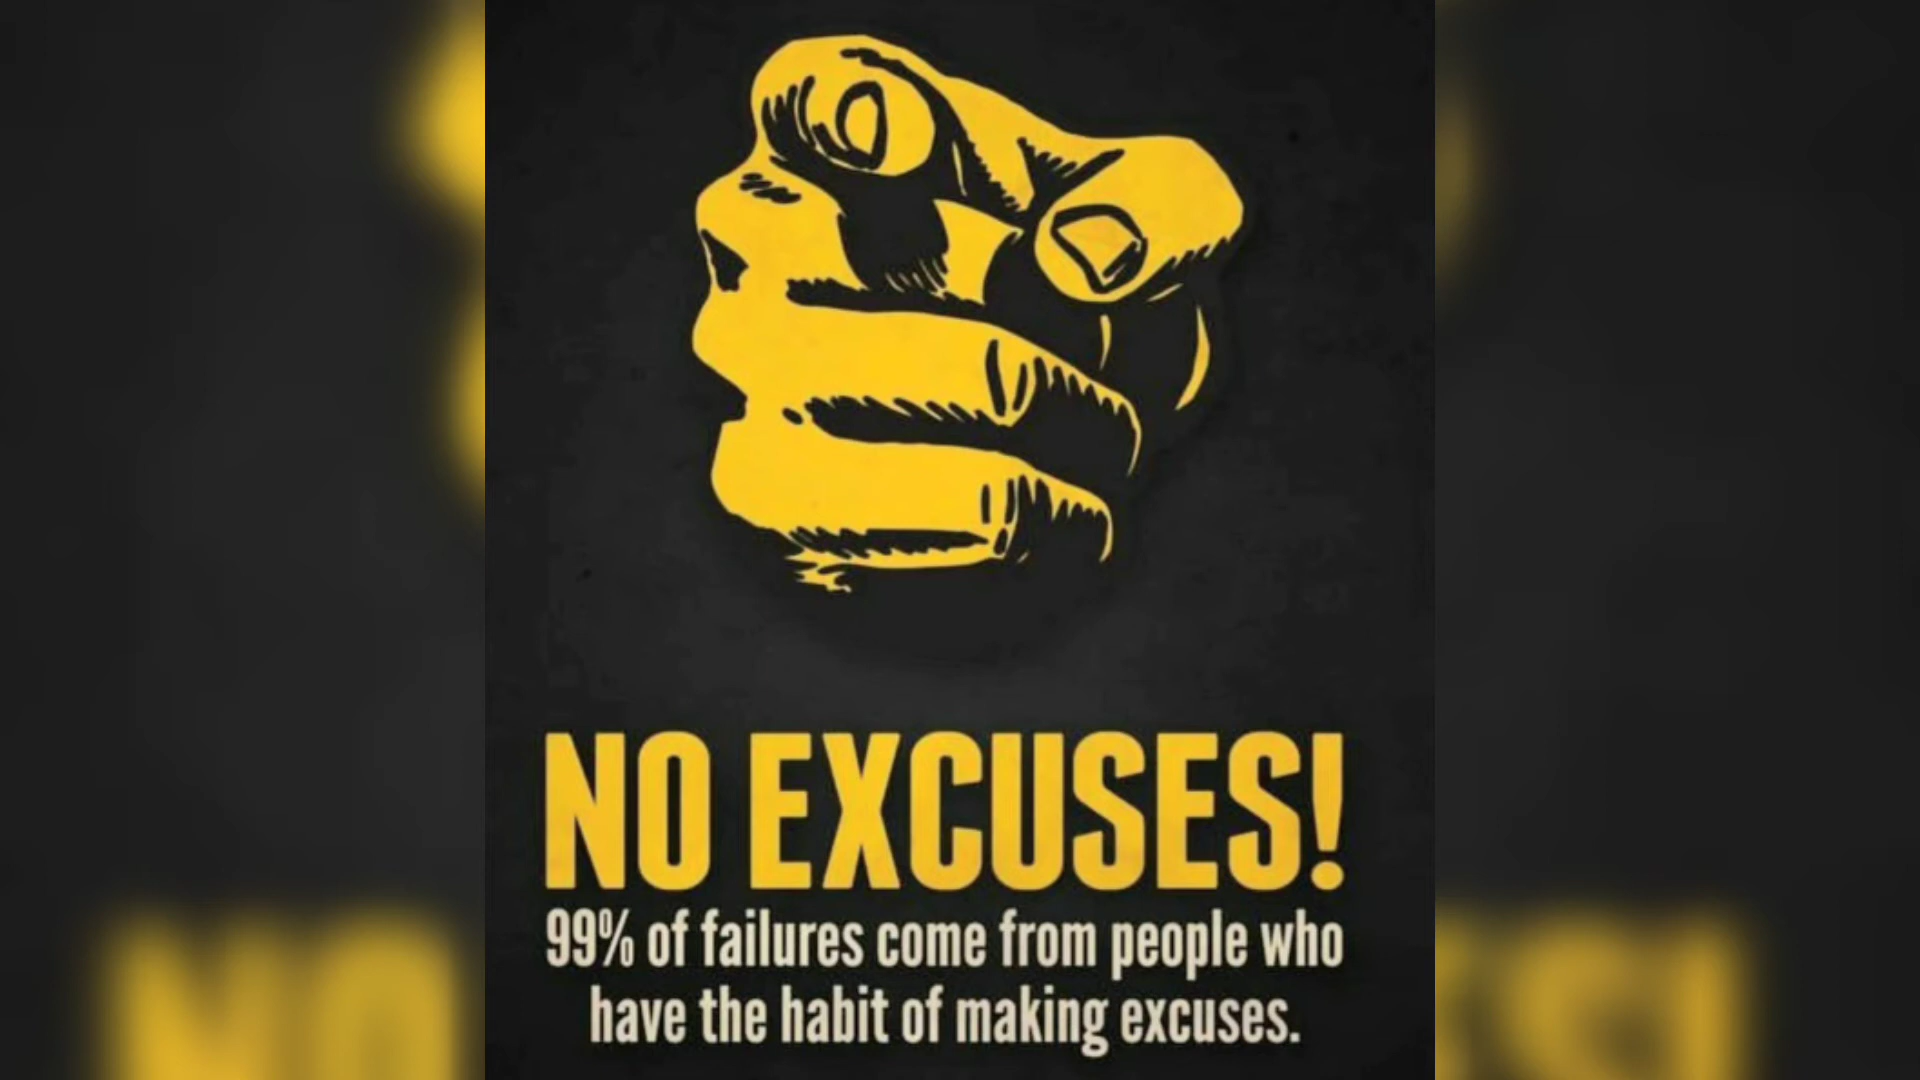 NO EXCUSES!
99% of failures come from people who
have the habit of making excuses.